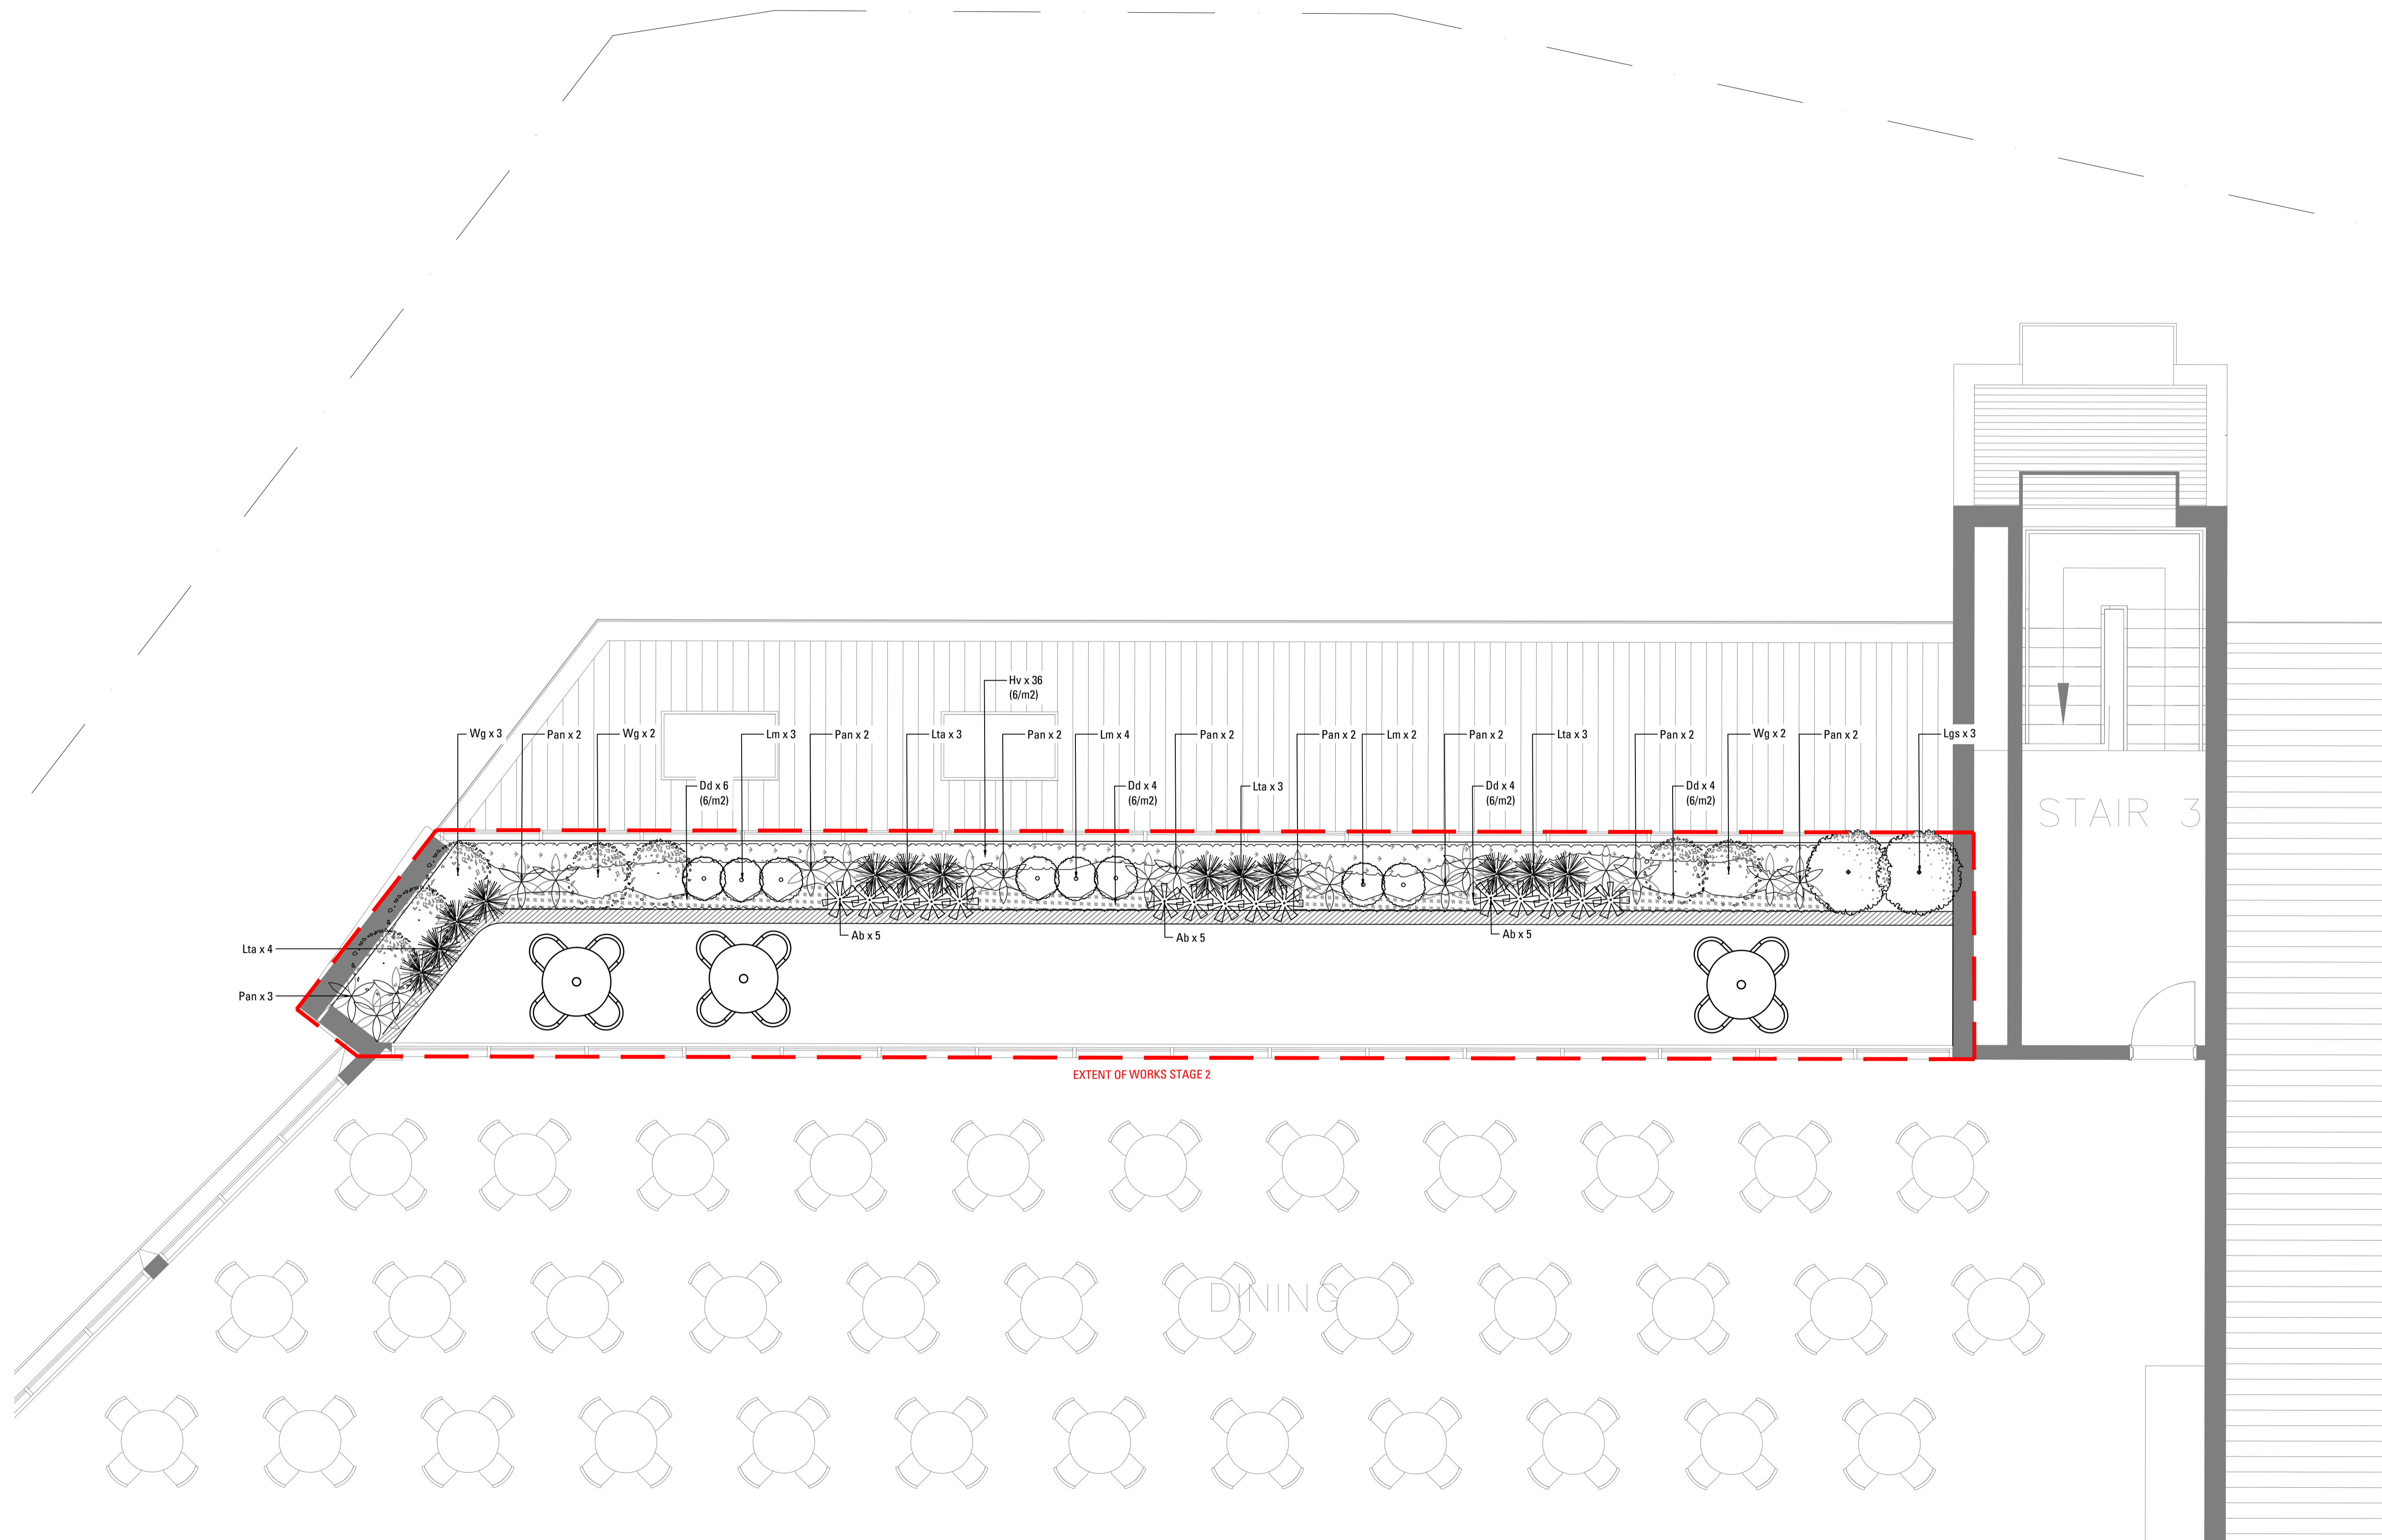 Hv x 36
(6/m2)
Wg x 3
Pan x 2
Wg x 2
Lm x 3
Pan x 2
Lta x 3
Pan x 2
Lm x 4
Pan x 2
Pan x 2
Lm x 2
Pan x 2
Lta x 3
Pan x 2
Wg x 2
Pan x 2
Lgs x 3
Dd x 6
(6/m2)
Dd x 4
(6/m2)
Lta x 3
Dd x 4
(6/m2)
Dd x 4
(6/m2)
STAIR 3
Ab x 5
Ab x 5
Ab x 5
Lta x 4
Pan x 3
EXTENT OF WORKS STAGE 2
DINING